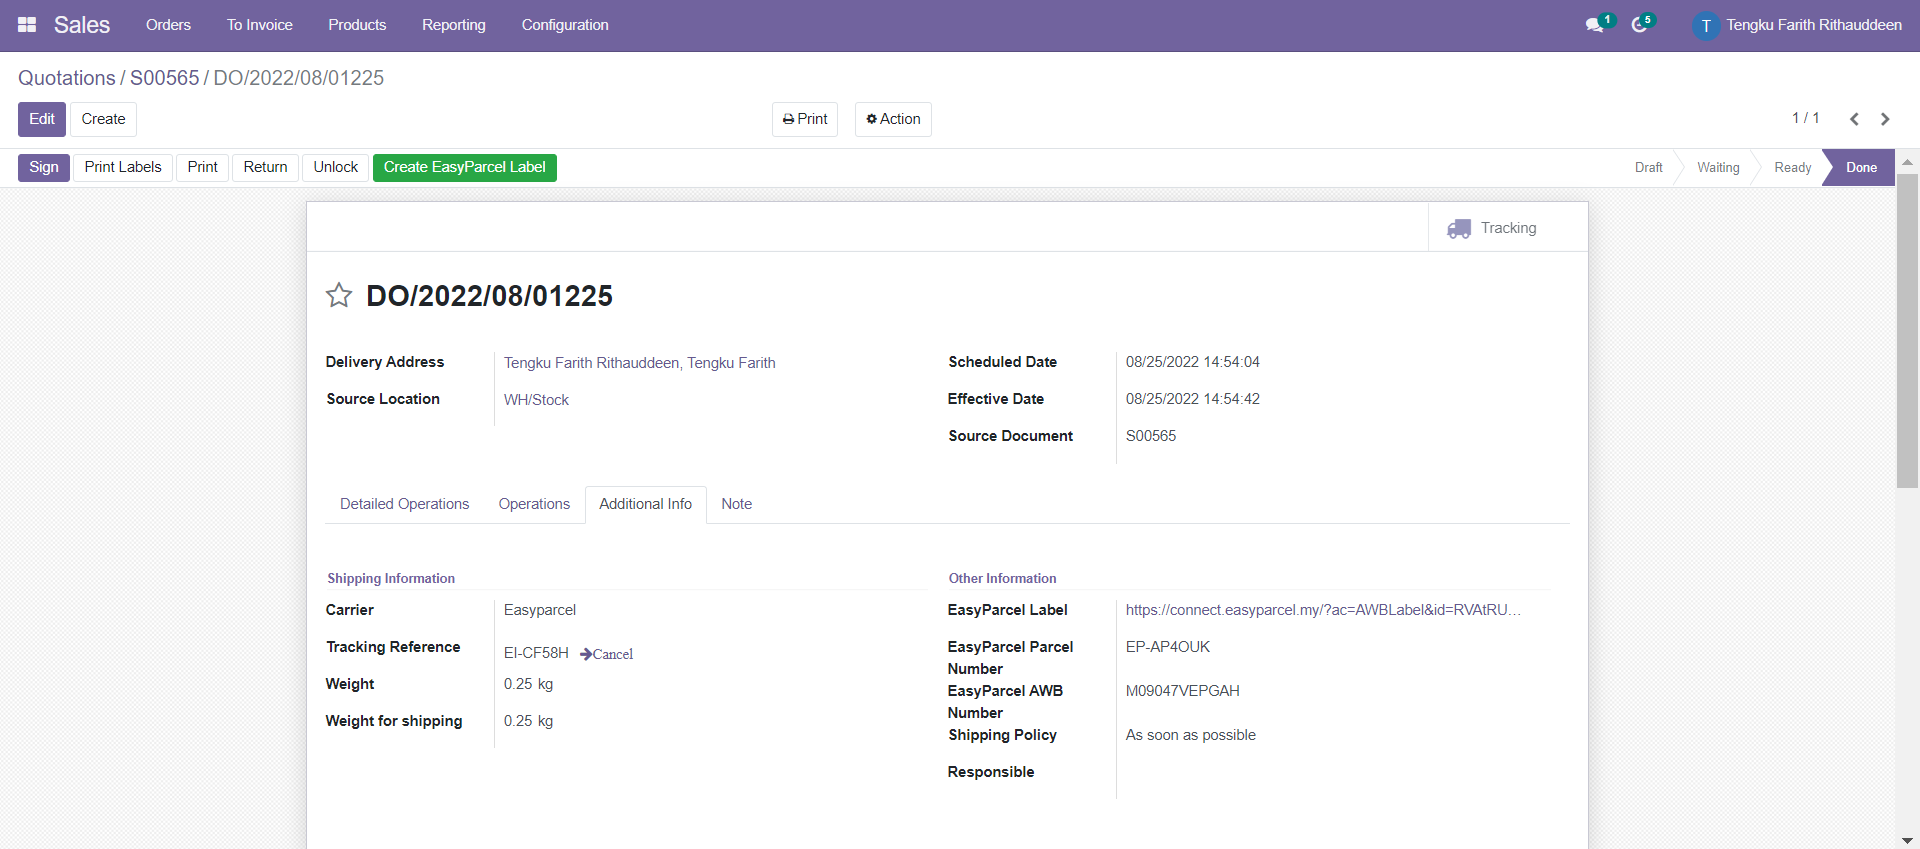 Sales Orders To Invoice Products Reporting Configuration 1 5 T Tengku Farith Rithauddeen
Quotations / S00565 / DO/2022/08/01225
Edit Create Print Action 1 / 1
Sign Print Labels Print Return Unlock Create EasyParcel Label Draft Waiting Ready Done
Tracking
DO/2022/08/01225
Delivery Address Tengku Farith Rithauddeen, Tengku Farith Scheduled Date 08/25/2022 14:54:04
Source Location WH/Stock Effective Date 08/25/2022 14:54:42
Source Document S00565
Detailed Operations Operations Additional Info Note
Shipping Information Other Information
Carrier Easyparcel EasyParcel Label https://connect.easyparcel.my/?ac=AWBLabel&id=RVAtRU…
Tracking Reference EI-CF58H Cancel EasyParcel Parcel Number EP-AP4OUK
Weight 0.25 kg EasyParcel AWB Number M09047VEPGAH
Weight for shipping 0.25 kg Shipping Policy As soon as possible
Responsible